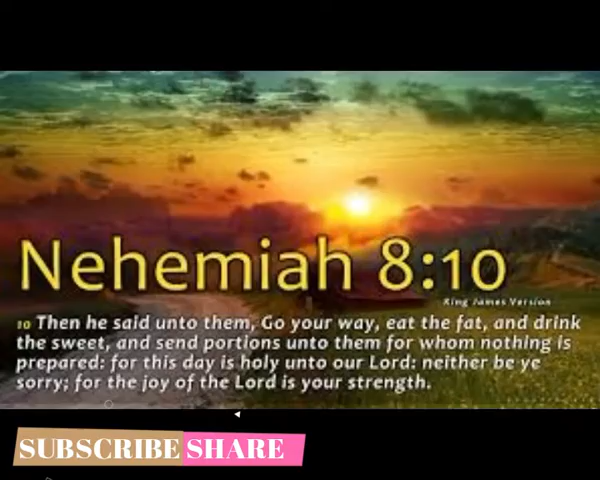 Nehemiah 8:10
King James Version
10 Then he said unto them, Go your way, eat the fat, and drink
the sweet, and send portions unto them for whom nothing is
prepared: for this day is holy unto our Lord: neither be ye
sorry; for the joy of the Lord is your strength.
SUBSCRIBE SHARE